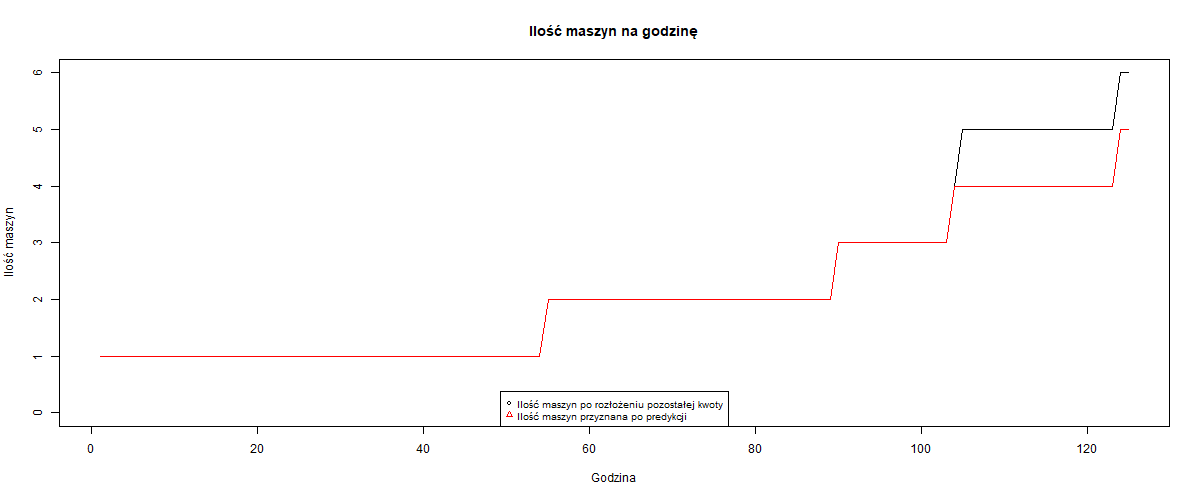 Ilość maszyn na godzinę
Ilość maszyn
6
5
4
3
2
1
0
Ilość maszyn po rozłożeniu pozostałej kwoty
Ilość maszyn przyznana po predykcji
0 20 40 60 80 100 120
Godzina